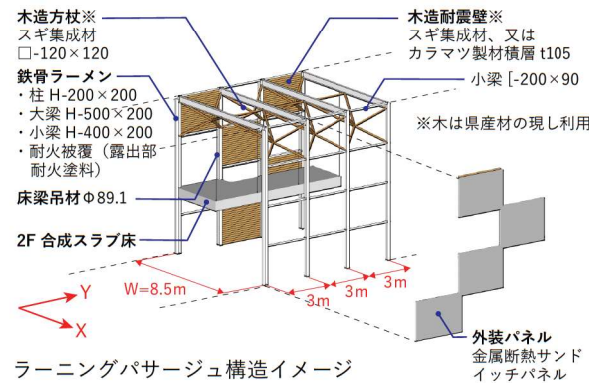 木造方杖※
スギ集成材
□-120×120
鉄骨ラーメン
・柱 H-200×200
・大梁 H-500×200
・小梁 H-400×200
・耐火被覆（露出部
耐火塗料）
床梁吊材Φ89.1
2F 合成スラブ床
木造耐震壁※
スギ集成材、又は
カラマツ製材積層 t105
小梁 [-200×90
※木は県産材の現し利用
W=8.5m
3m
3m
3m
Y
X
外装パネル
金属断熱サンド
イッチパネル
ラーニングパサージュ構造イメージ